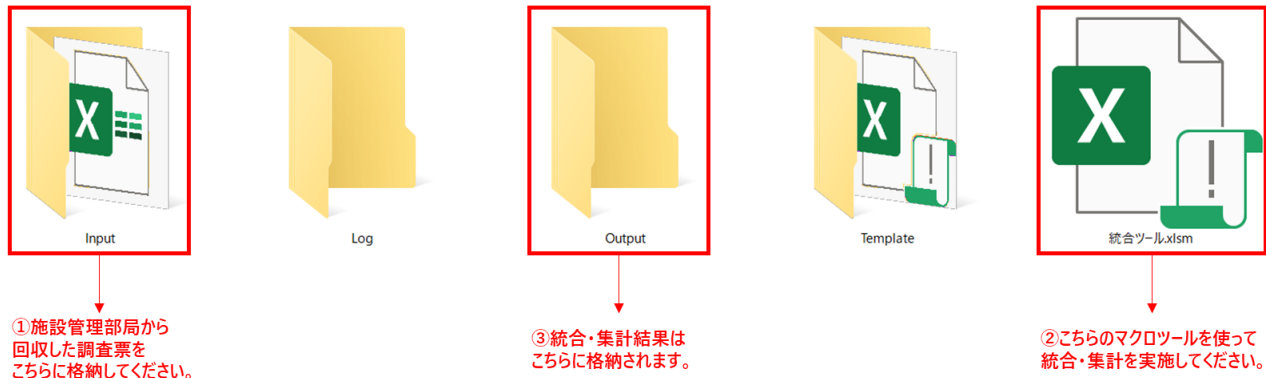 Input
Log
Output
Template
統合ツール.xlsm
①施設管理部局から
回収した調査票を
こちらに格納してください。
③統合・集計結果は
こちらに格納されます。
②こちらのマクロツールを使って
統合・集計を実施してください。